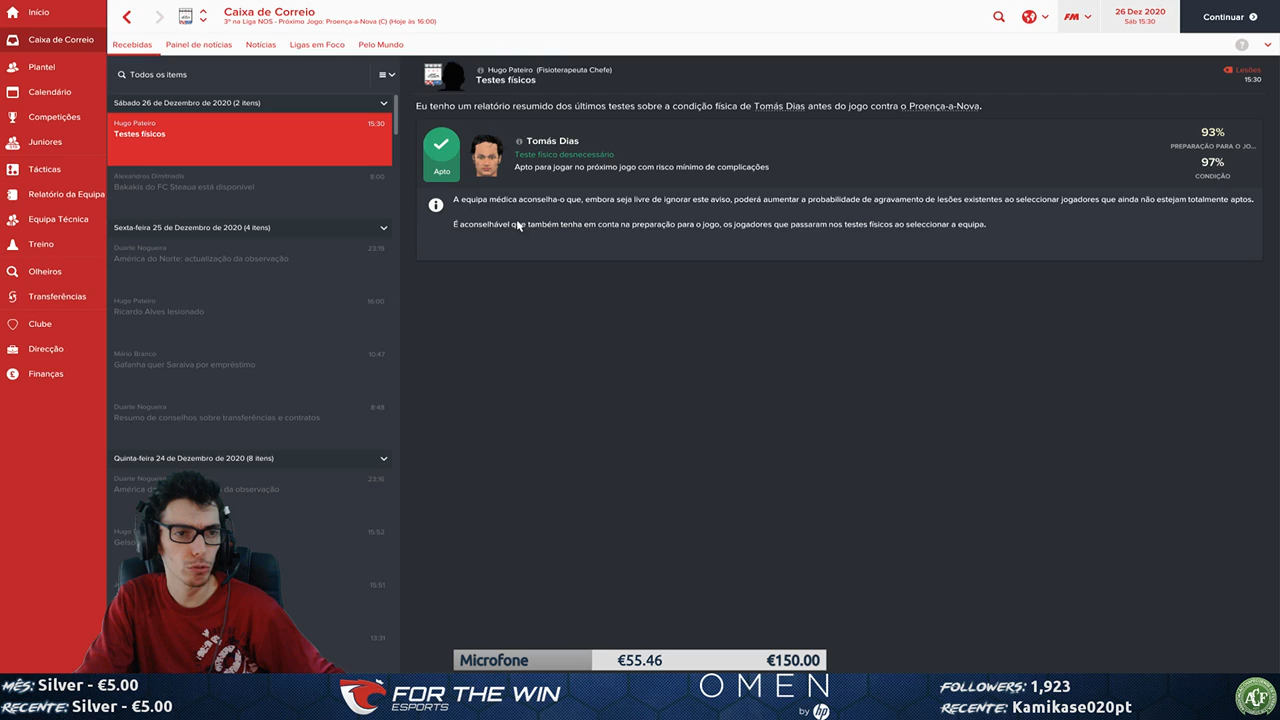 Início
Caixa de Correio
Plantel
Calendário
Competições
Juniores
Tácticas
Relatório da Equipa
Equipa Técnica
Treino
Olheiros
Transferências
Clube
Direcção
Finanças
Caixa de Correio
3º na Liga NOS - Próximo Jogo: Proença-a-Nova (C) (Hoje às 16:00)
FM
26 Dez 2020
Sáb 15:30
Continuar
Recebidas
Painel de notícias
Notícias
Ligas em Foco
Pelo Mundo
Todos os items
Sábado 26 de Dezembro de 2020 (2 itens)
Hugo Pateiro 15:30
Testes físicos
Alexandros Dimitriadis 8:00
Bakakis do FC Steaua está disponível
Sexta-feira 25 de Dezembro de 2020 (4 itens)
Duarte Nogueira 23:19
América do Norte: actualização da observação
Hugo Pateiro 16:00
Ricardo Alves lesionado
Mário Branco 10:47
Gafanha quer Saraiva por empréstimo
Duarte Nogueira 8:48
Resumo de conselhos sobre transferências e contratos
Quinta-feira 24 de Dezembro de 2020 (8 itens)
Duarte Nogueira 23:16
América da observação
15:52
15:51
13:31
Hugo Pateiro (Fisioterapeuta Chefe)
Testes físicos
Lesões
15:30
Eu tenho um relatório resumido dos últimos testes sobre a condição física de Tomás Dias antes do jogo contra o Proença-a-Nova.
Apto
Tomás Dias
Teste físico desnecessário
Apto para jogar no próximo jogo com risco mínimo de complicações
93%
PREPARAÇÃO PARA O JO...
97%
CONDIÇÃO
A equipa médica aconselha-o que, embora seja livre de ignorar este aviso, poderá aumentar a probabilidade de agravamento de lesões existentes ao seleccionar jogadores que ainda não estejam totalmente aptos.
É aconselhável que também tenha em conta na preparação para o jogo, os jogadores que passaram nos testes físicos ao seleccionar a equipa.
Microfone €55.46 €150.00
MÊS: Silver - €5.00
RECENTE: Silver - €5.00
FOR THE WIN
ESPORTS
OMEN
by hp
FOLLOWERS: 1,923
RECENTE: Kamikase020pt
ACF